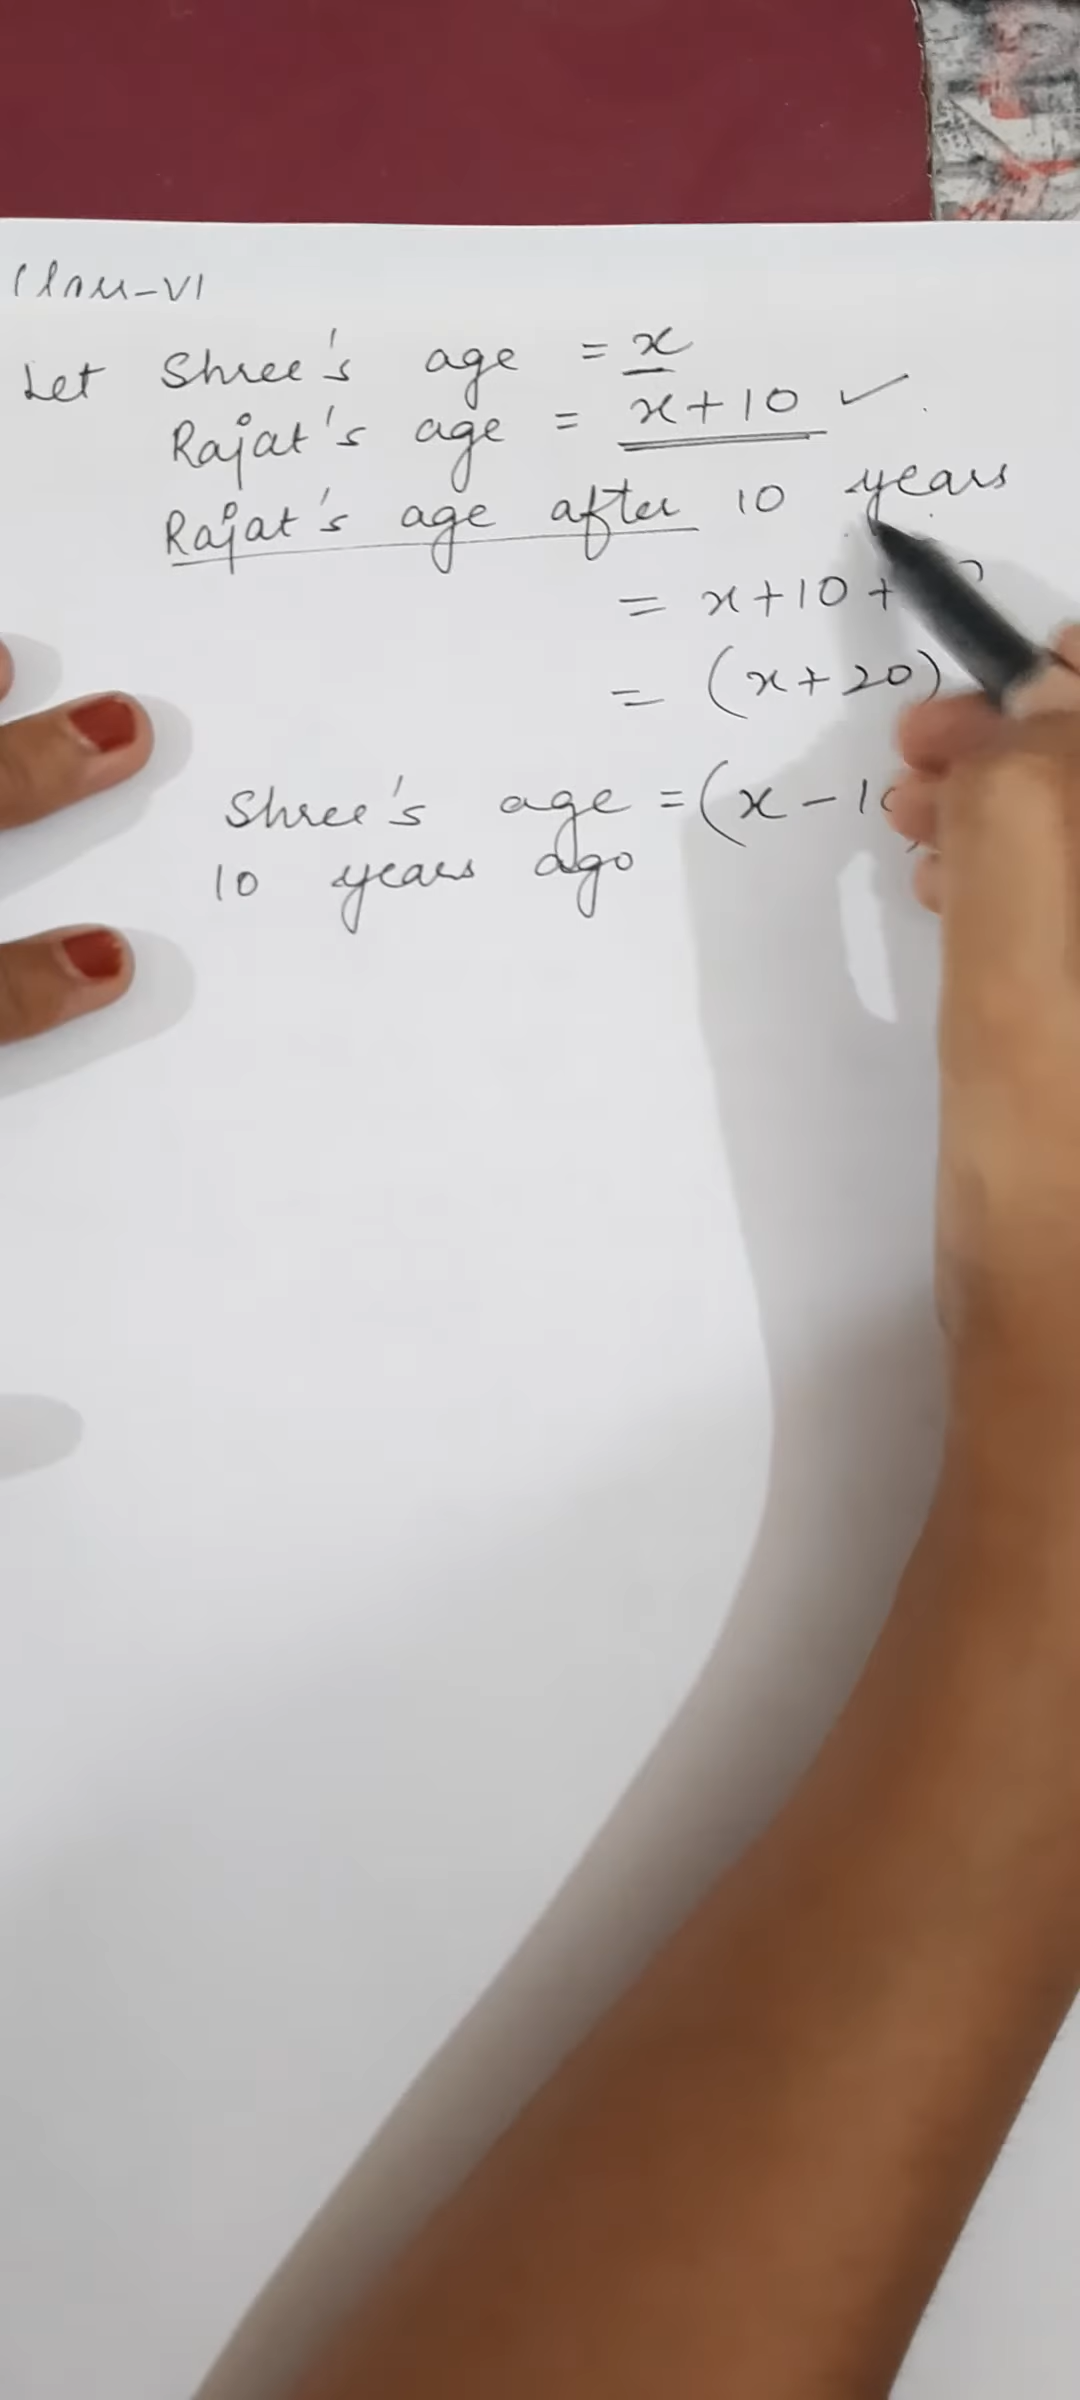 Class-VI
Let Shree's age = x
Rajat's age = x+10 ✓
Rajat's age after 10 years
= x+10+
= (x+20)
Shree's age = (x-10
10 years ago